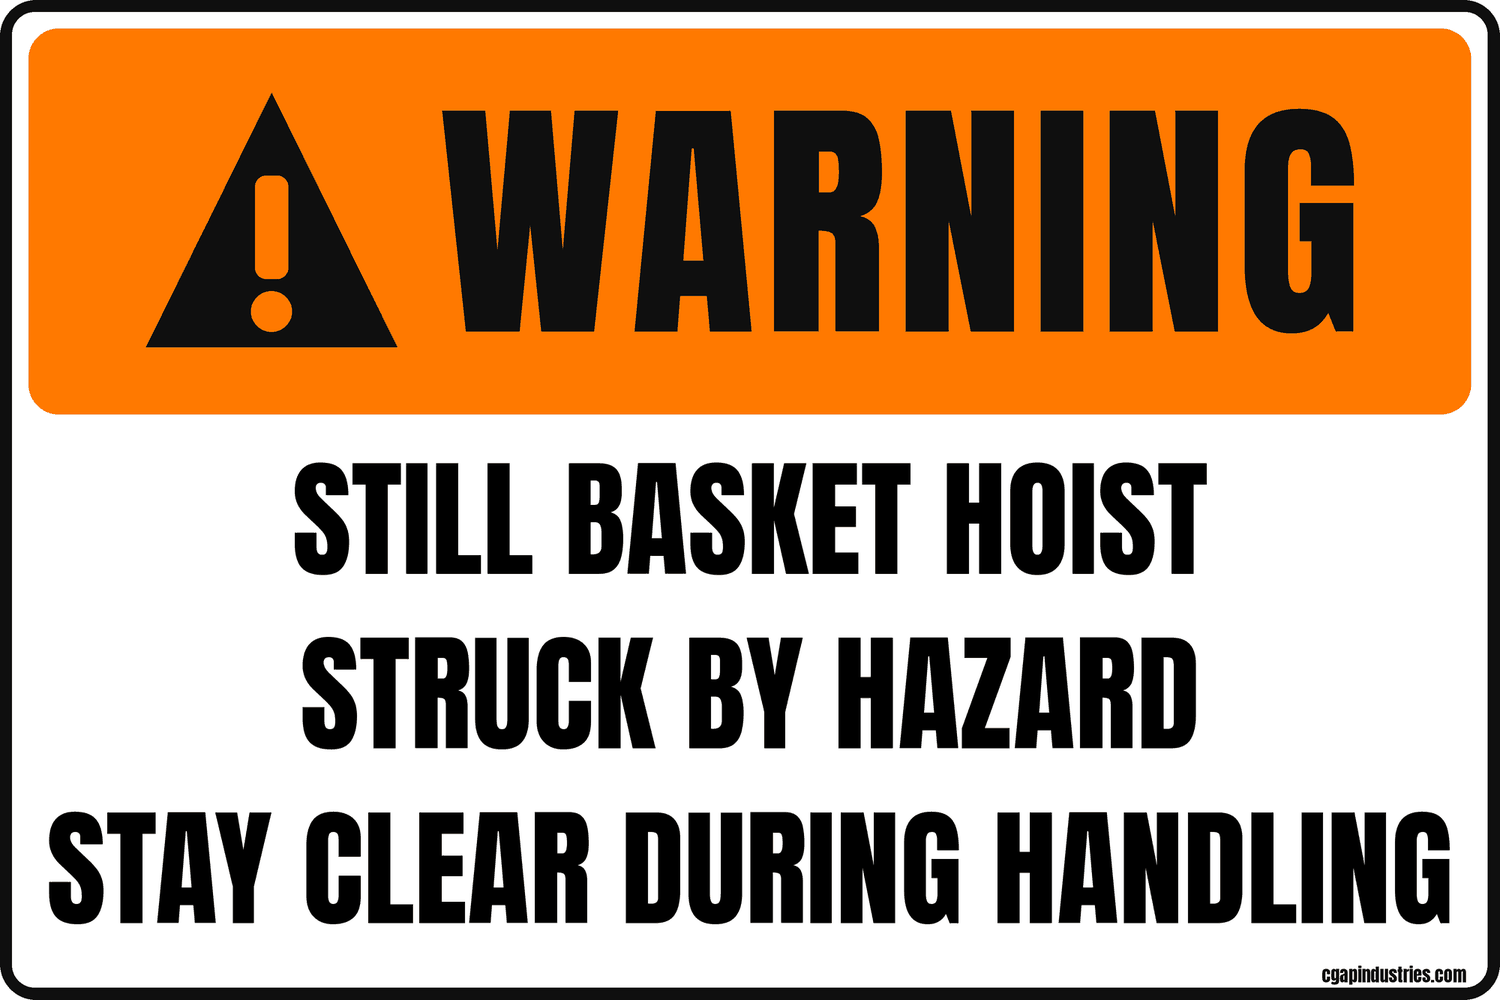 WARNING
STILL BASKET HOIST
STRUCK BY HAZARD
STAY CLEAR DURING HANDLING
cgapindustries.com